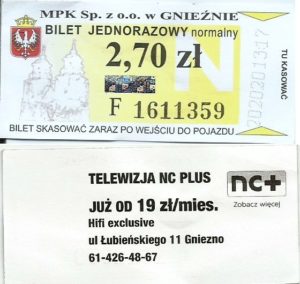 MPK Sp. z o.o. w GNIEŹNIE
BILET JEDNORAZOWY normalny
2,70 zł
N
F 1611359
BILET SKASOWAĆ ZARAZ PO WEJŚCIU DO POJAZDU
TU KASOWAĆ
TELEWIZJA NC PLUS
nc+
JUŻ OD 19 zł/mies.
Zobacz więcej
Hifi exclusive
ul Łubieńskiego 11 Gniezno
61-426-48-67